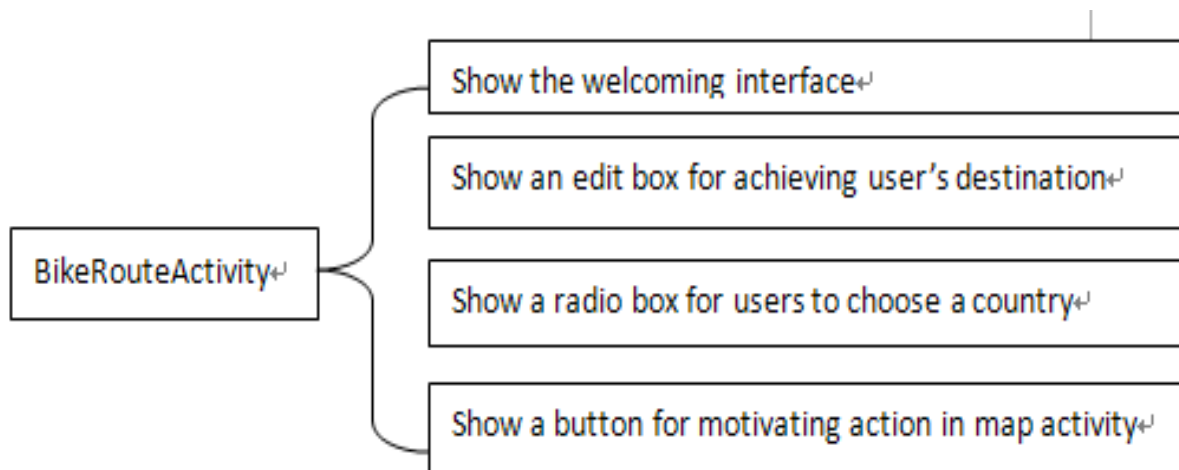 Show the welcoming interface
Show an edit box for achieving user’s destination
BikeRouteActivity
Show a radio box for users to choose a country
Show a button for motivating action in map activity